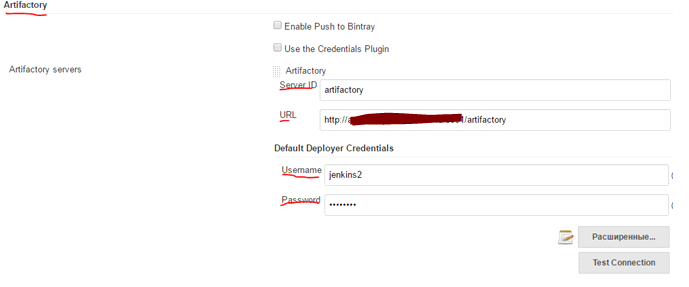 Artifactory
Enable Push to Bintray
Use the Credentials Plugin
Artifactory servers
Artifactory
Server ID
artifactory
URL
http:// /artifactory
Default Deployer Credentials
Username
jenkins2
Password
••••••••
Расширенные...
Test Connection